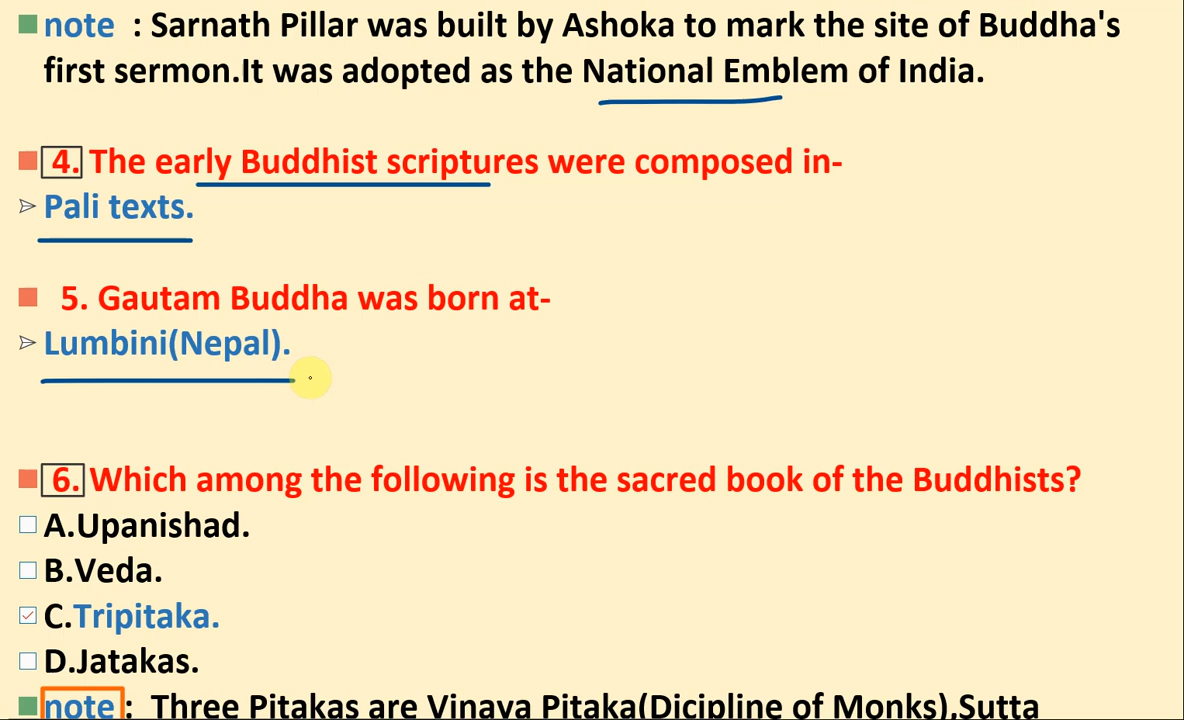 note : Sarnath Pillar was built by Ashoka to mark the site of Buddha's
first sermon.It was adopted as the National Emblem of India.
4. The early Buddhist scriptures were composed in-
Pali texts.
5. Gautam Buddha was born at-
Lumbini(Nepal).
6. Which among the following is the sacred book of the Buddhists?
A.Upanishad.
B.Veda.
C.Tripitaka.
D.Jatakas.
note : Three Pitakas are Vinaya Pitaka(Dicipline of Monks),Sutta